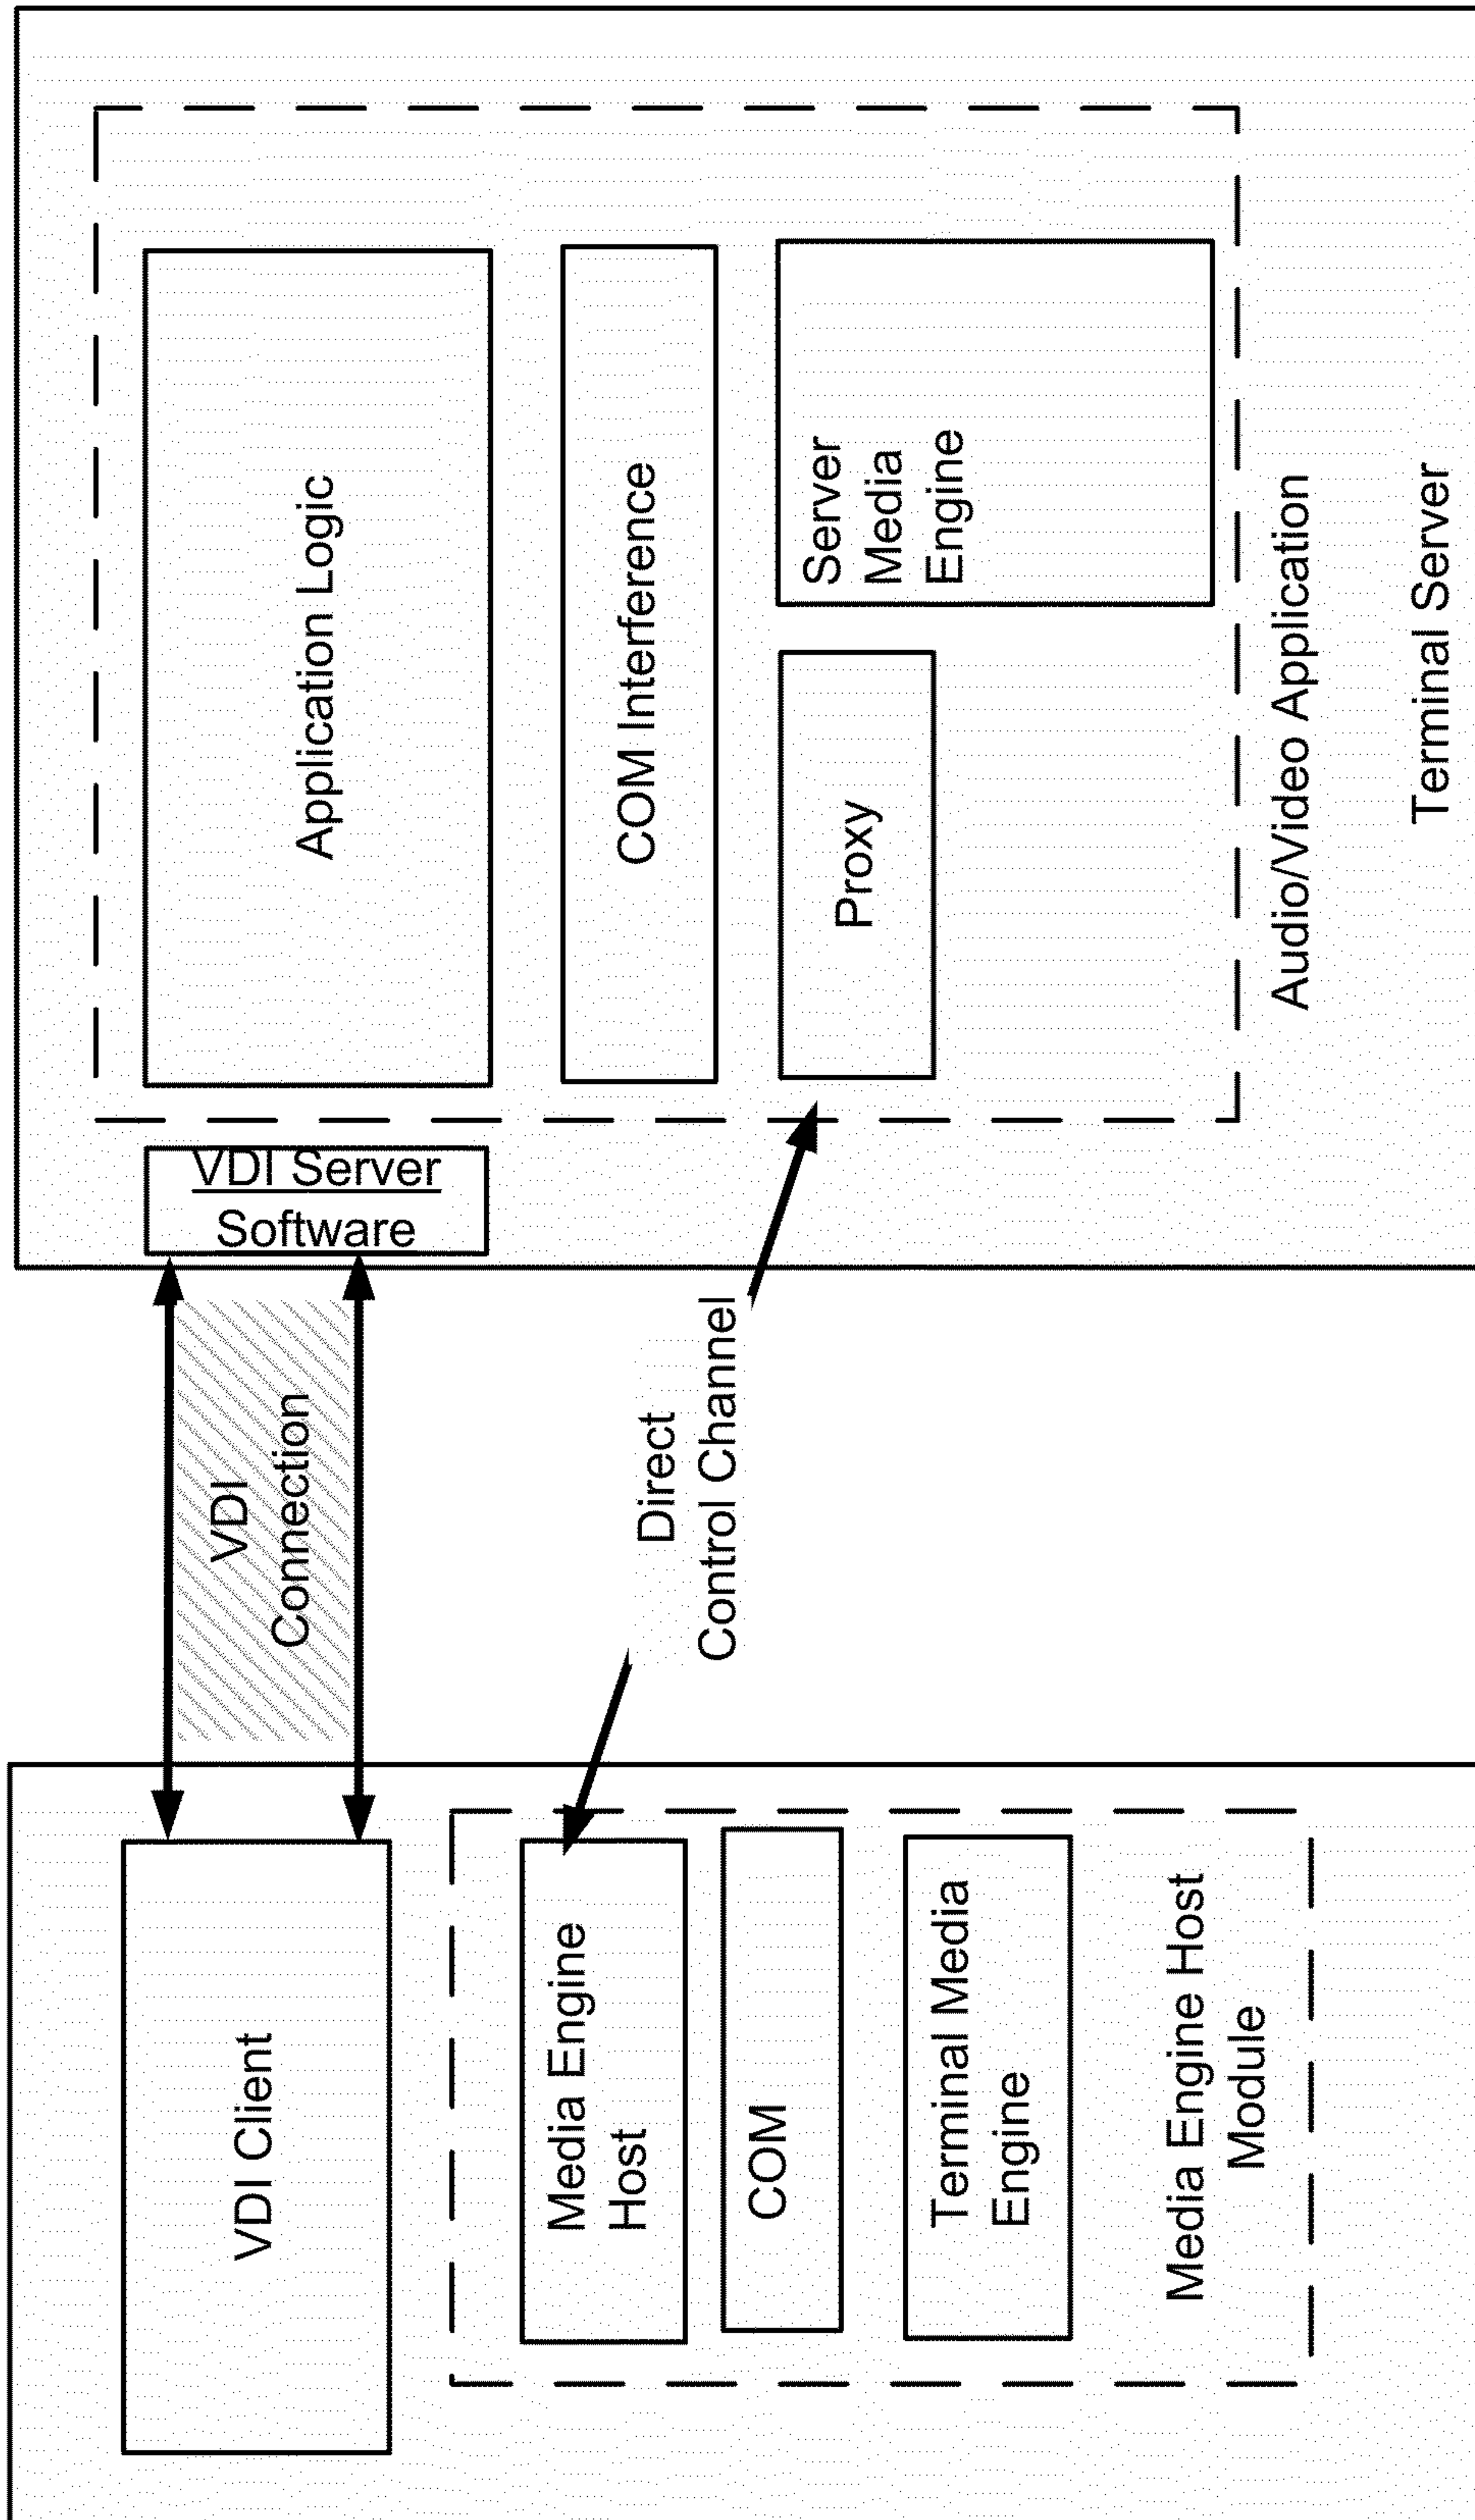 VDI Client
Media Engine
Host
COM
Terminal Media
Engine
Media Engine Host
Module
VDI
Connection
Direct
Control Channel
VDI Server
Software
Application Logic
COM Interference
Proxy
Server
Media
Engine
Audio/Video Application
Terminal Server